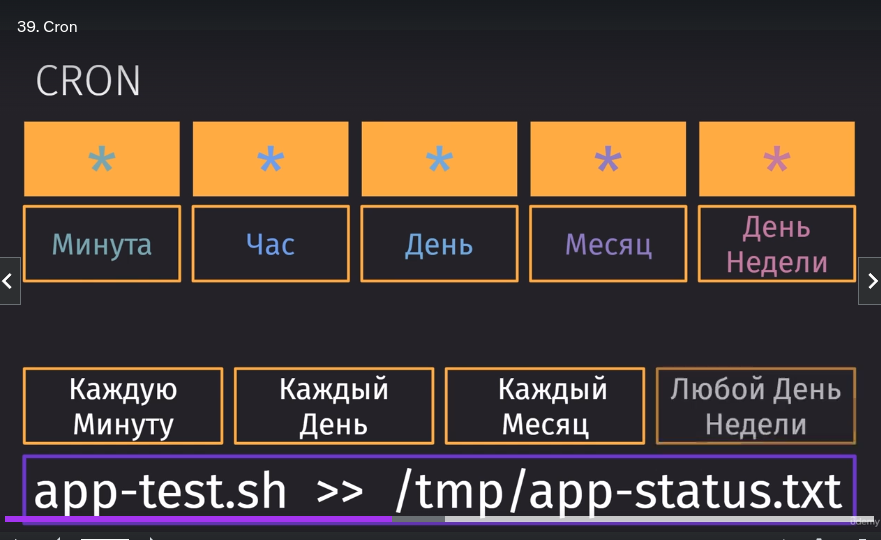 39. Cron
CRON
* * * * *
Минута Час День Месяц День Недели
Каждую Минуту Каждый День Каждый Месяц Любой День Недели
app-test.sh >> /tmp/app-status.txt
udemy